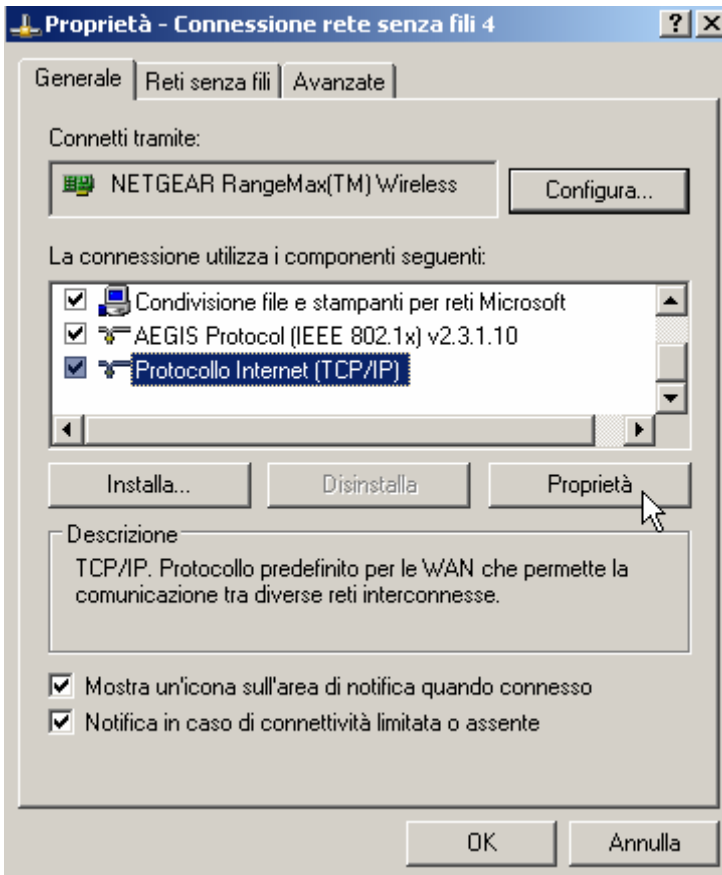 Proprietà - Connessione rete senza fili 4
Generale Reti senza fili Avanzate
Connetti tramite:
NETGEAR RangeMax(TM) Wireless Configura...
La connessione utilizza i componenti seguenti:
Condivisione file e stampanti per reti Microsoft
AEGIS Protocol (IEEE 802.1x) v2.3.1.10
Protocollo Internet (TCP/IP)
Installa... Disinstalla Proprietà
Descrizione
TCP/IP. Protocollo predefinito per le WAN che permette la
comunicazione tra diverse reti interconnesse.
Mostra un'icona sull'area di notifica quando connesso
Notifica in caso di connettività limitata o assente
OK Annulla